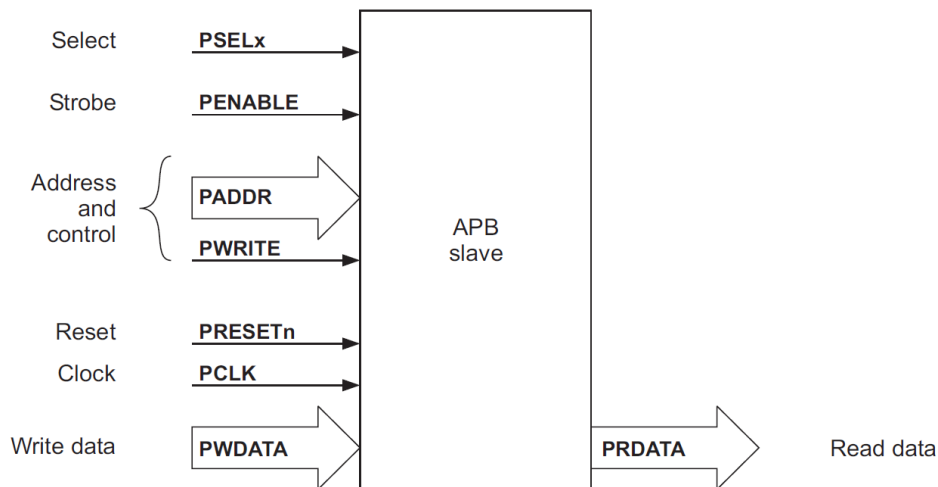 Select
PSELx
Strobe
PENABLE
Address
and
control
PADDR
PWRITE
APB
slave
Reset
PRESETn
Clock
PCLK
Write data
PWDATA
PRDATA
Read data